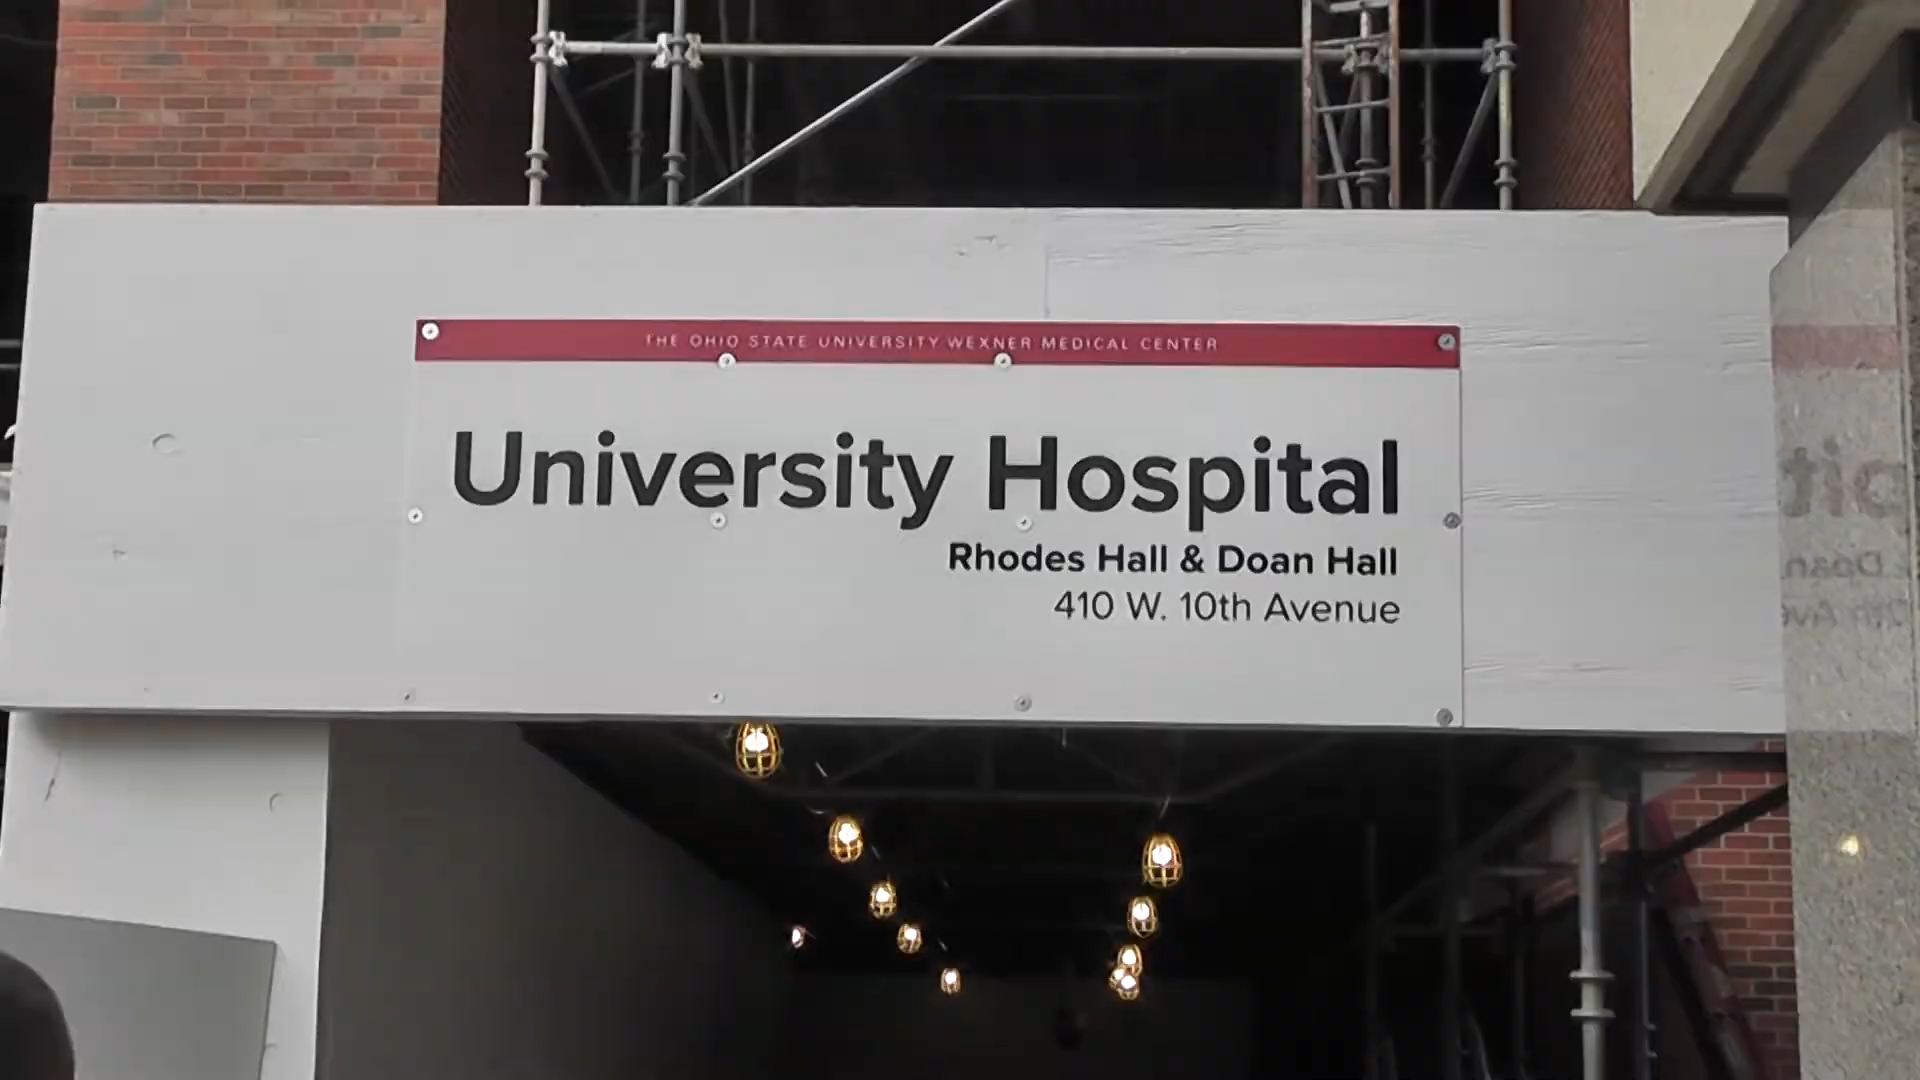 THE OHIO STATE UNIVERSITY WEXNER MEDICAL CENTER
University Hospital
Rhodes Hall & Doan Hall
410 W. 10th Avenue